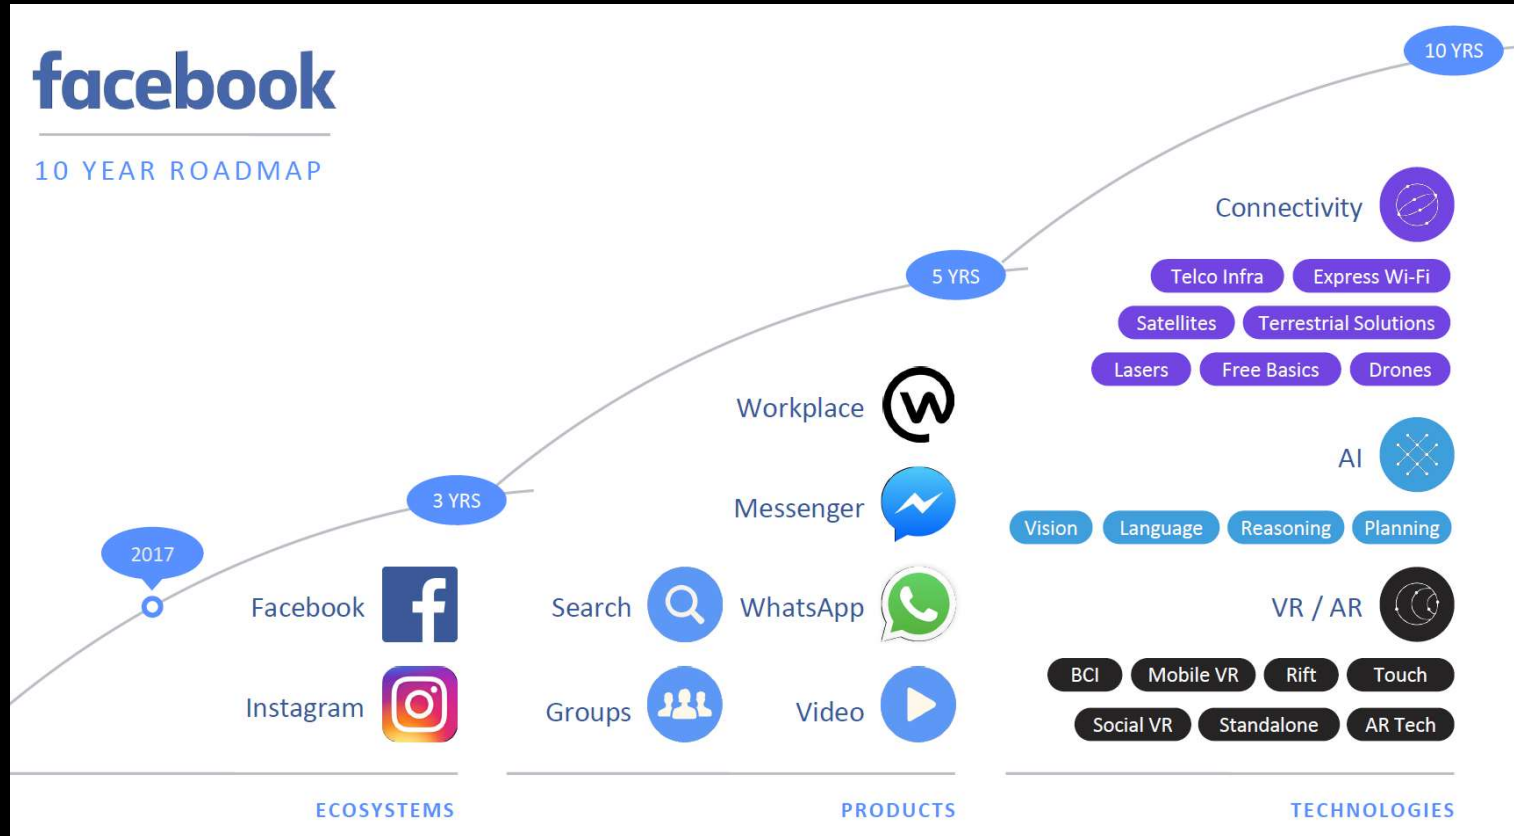 facebook
10 YEAR ROADMAP
2017
3 YRS
5 YRS
10 YRS
Facebook
Instagram
ECOSYSTEMS
Workplace
Messenger
Search
WhatsApp
Groups
Video
PRODUCTS
Connectivity
Telco Infra
Express Wi-Fi
Satellites
Terrestrial Solutions
Lasers
Free Basics
Drones
AI
Vision
Language
Reasoning
Planning
VR / AR
BCI
Mobile VR
Rift
Touch
Social VR
Standalone
AR Tech
TECHNOLOGIES